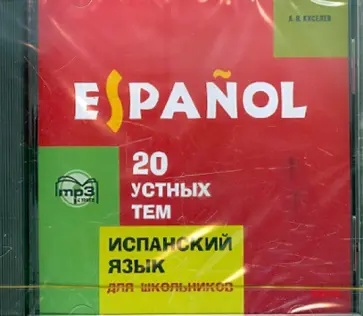 А. В. КИСЕЛЕВ
ESPAÑOL
20
УСТНЫХ
ТЕМ
mp3
ИСПАНСКИЙ
ЯЗЫК
ДЛЯ ШКОЛЬНИКОВ